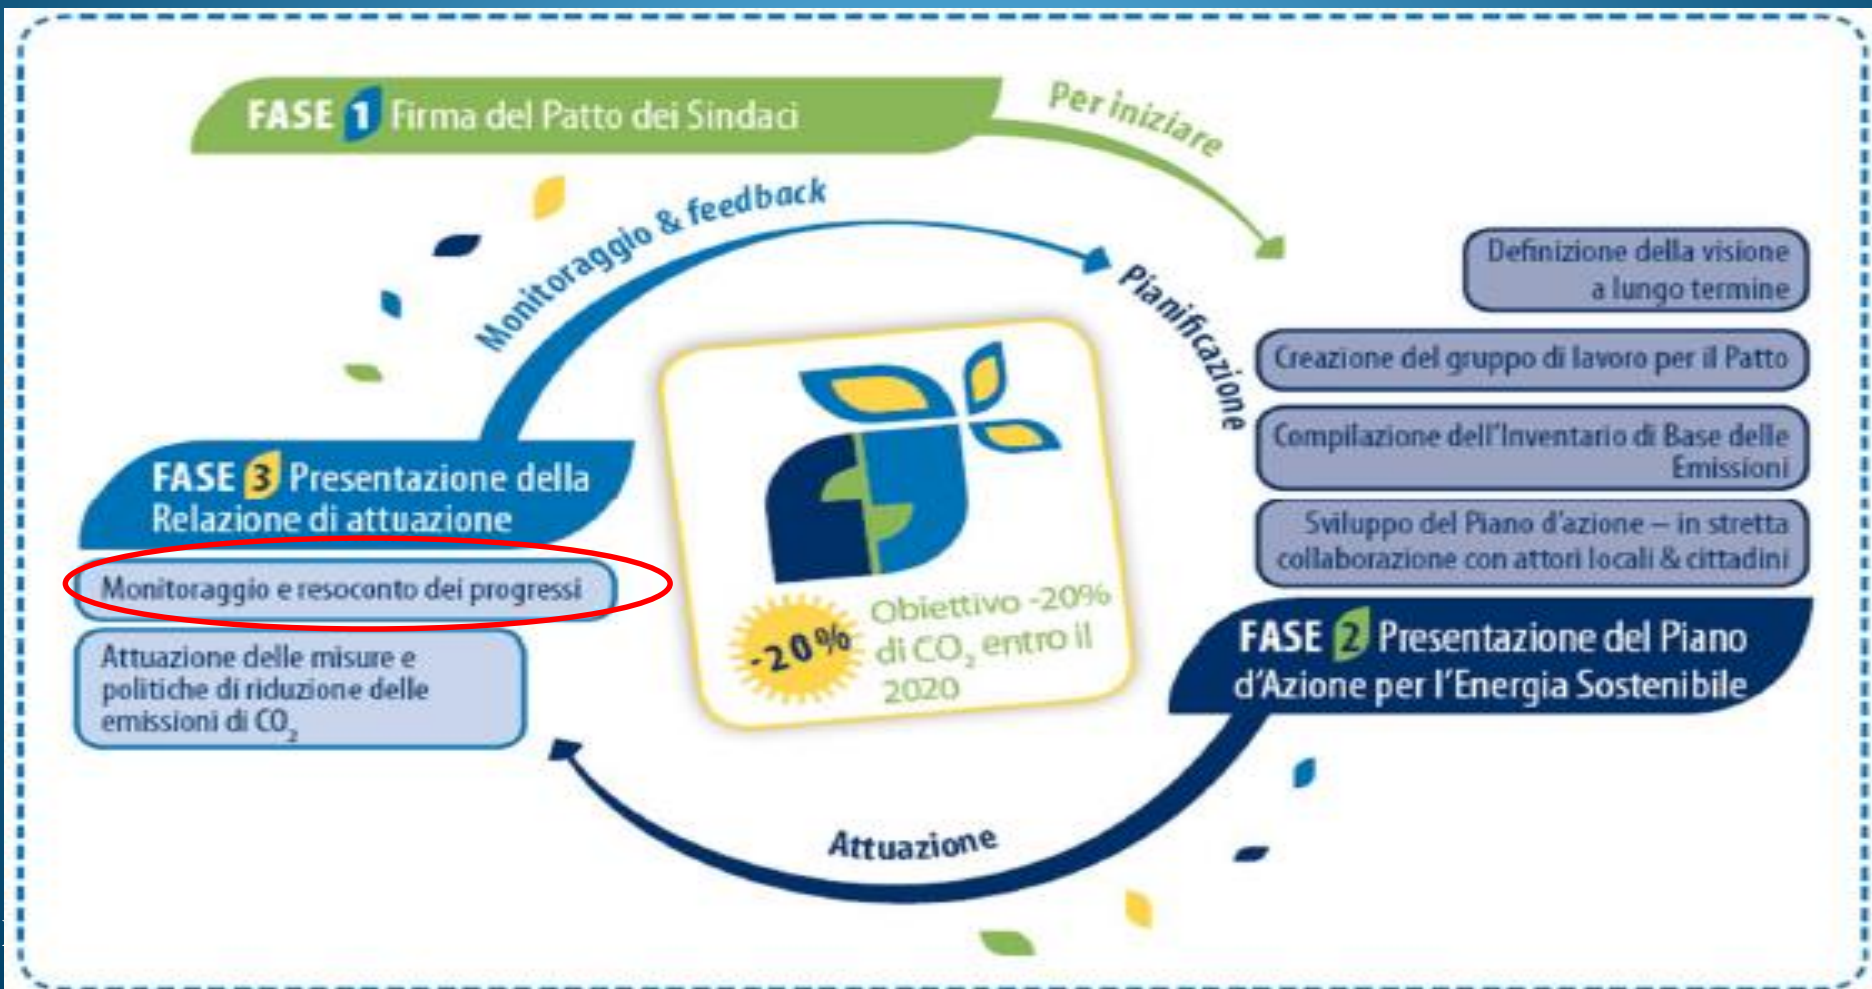 FASE 1 Firma del Patto dei Sindaci
Per iniziare
Monitoraggio & feedback
Pianificazione
Definizione della visione
a lungo termine
Creazione del gruppo di lavoro per il Patto
Compilazione dell'Inventario di Base delle
Emissioni
Sviluppo del Piano d'azione – in stretta
collaborazione con attori locali & cittadini
FASE 2 Presentazione del Piano
d'Azione per l'Energia Sostenibile
Attuazione
FASE 3 Presentazione della
Relazione di attuazione
Monitoraggio e resoconto dei progressi
Attuazione delle misure e
politiche di riduzione delle
emissioni di CO₂
-20%
Obiettivo -20%
di CO₂ entro il
2020